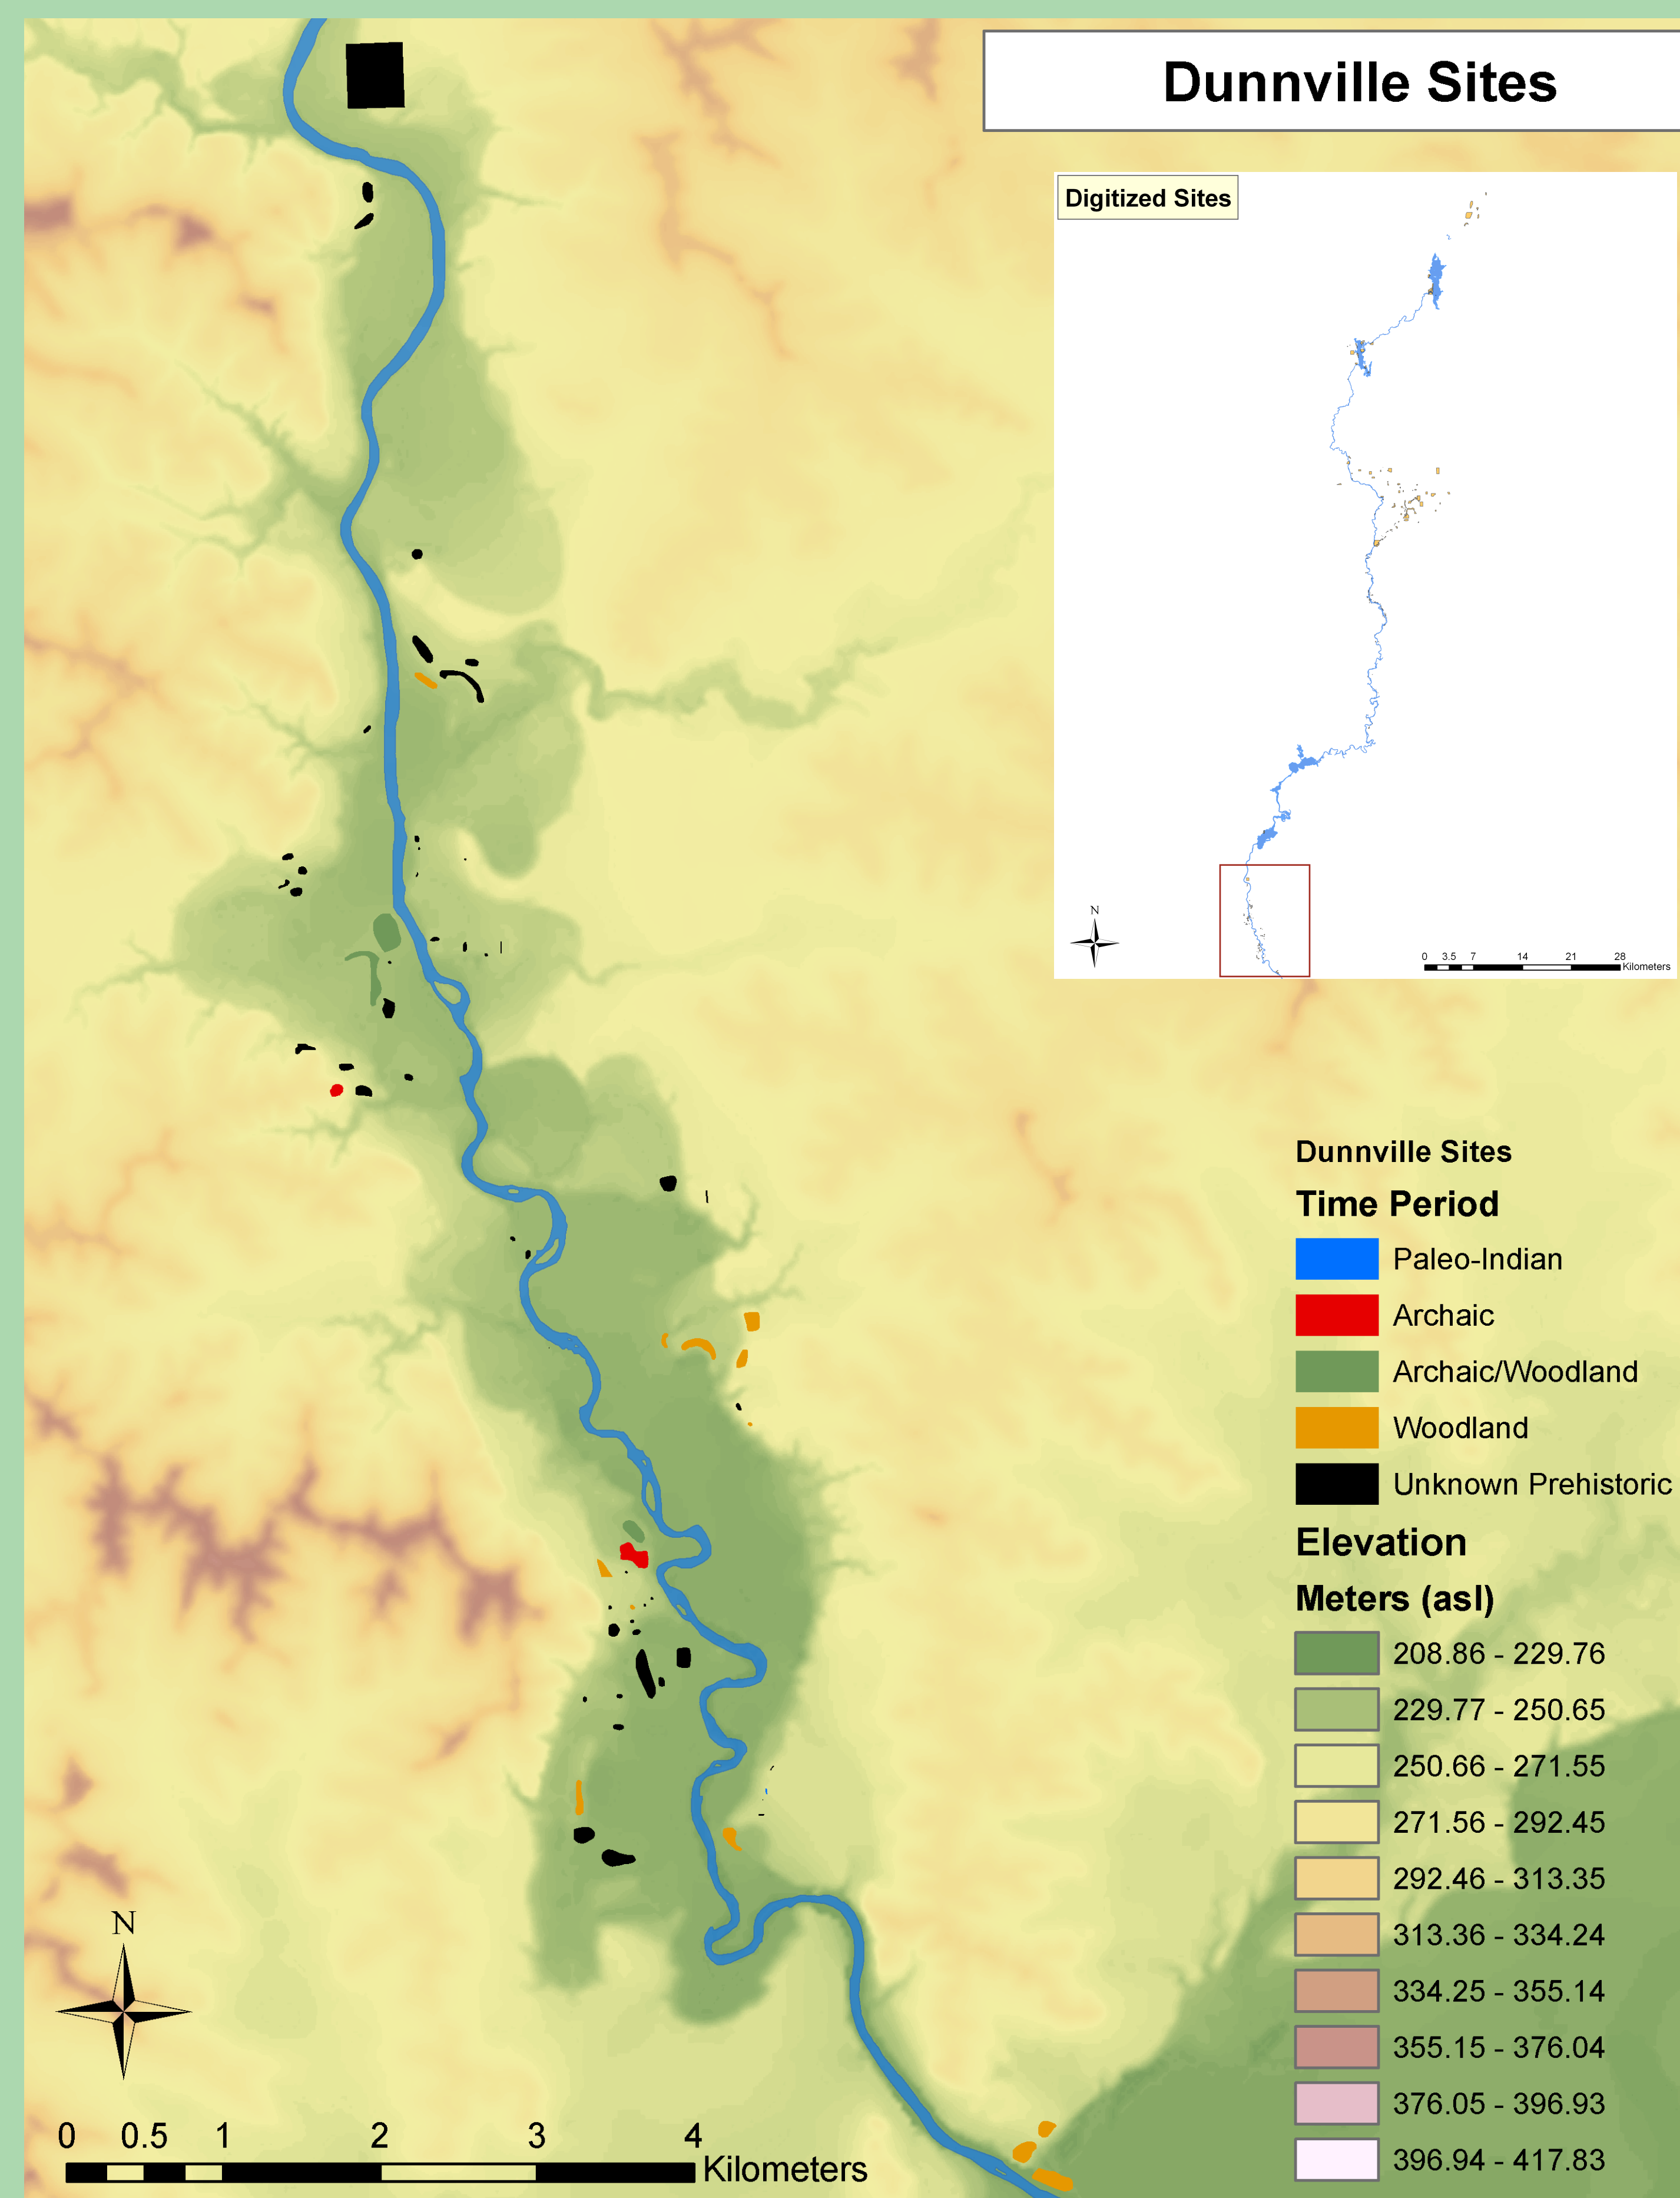 Dunnville Sites
Digitized Sites
N
0 3.5 7 14 21 28
Kilometers
Dunnville Sites
Time Period
Paleo-Indian
Archaic
Archaic/Woodland
Woodland
Unknown Prehistoric
Elevation
Meters (asl)
208.86 - 229.76
229.77 - 250.65
250.66 - 271.55
271.56 - 292.45
292.46 - 313.35
313.36 - 334.24
334.25 - 355.14
355.15 - 376.04
376.05 - 396.93
396.94 - 417.83
N
0 0.5 1 2 3 4
Kilometers